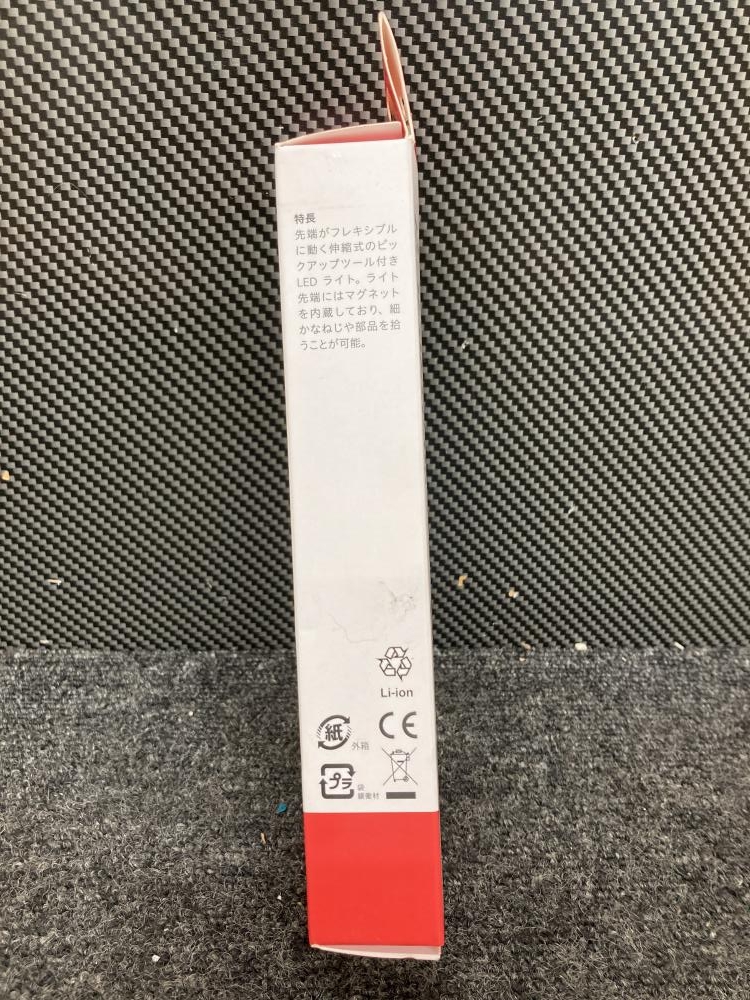 特長
先端がフレキシブル
に動く伸縮式のピッ
クアップツール付き
LED ライト。ライト
先端にはマグネット
を内蔵しており、細
かなねじや部品を拾
うことが可能。
Li-ion
紙 外箱
CE
プラ 袋
緩衝材